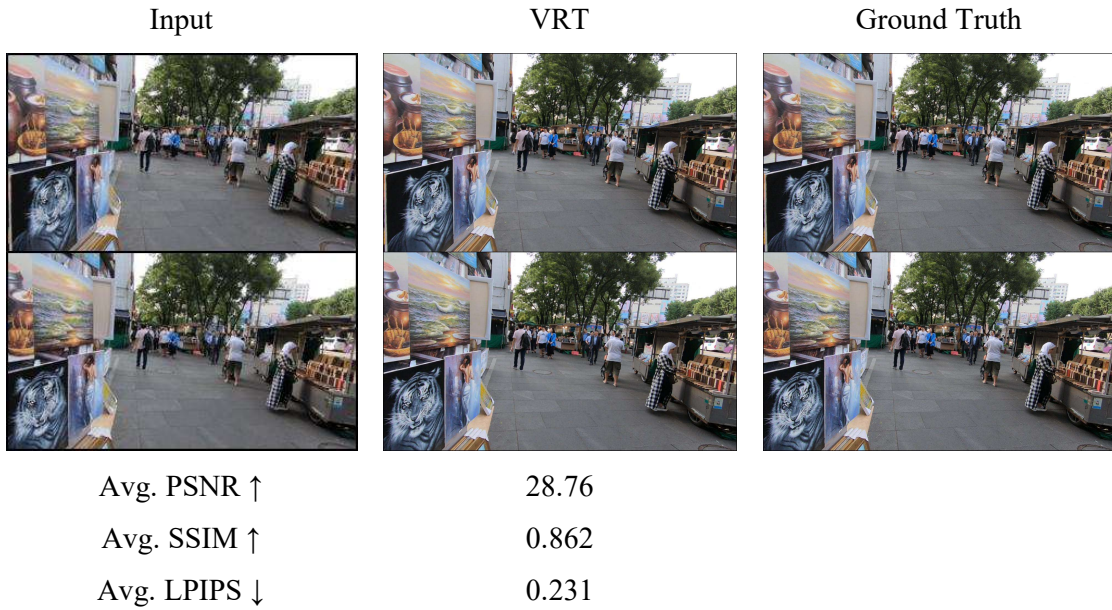 Input VRT Ground Truth
Avg. PSNR ↑ 28.76
Avg. SSIM ↑ 0.862
Avg. LPIPS ↓ 0.231